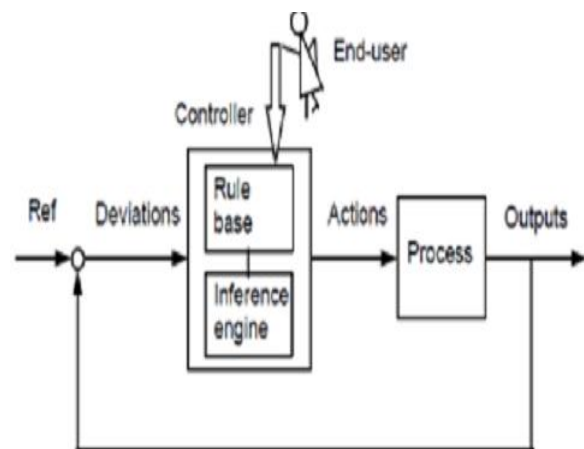 End-user
Controller
Ref
Deviations
Rule
base
Inference
engine
Actions
Process
Outputs